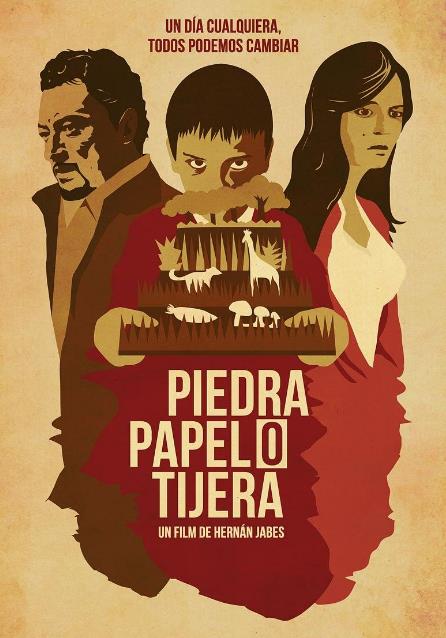 UN DÍA CUALQUIERA,
TODOS PODEMOS CAMBIAR
PIEDRA
PAPEL O
TIJERA
UN FILM DE HERNÁN JABES